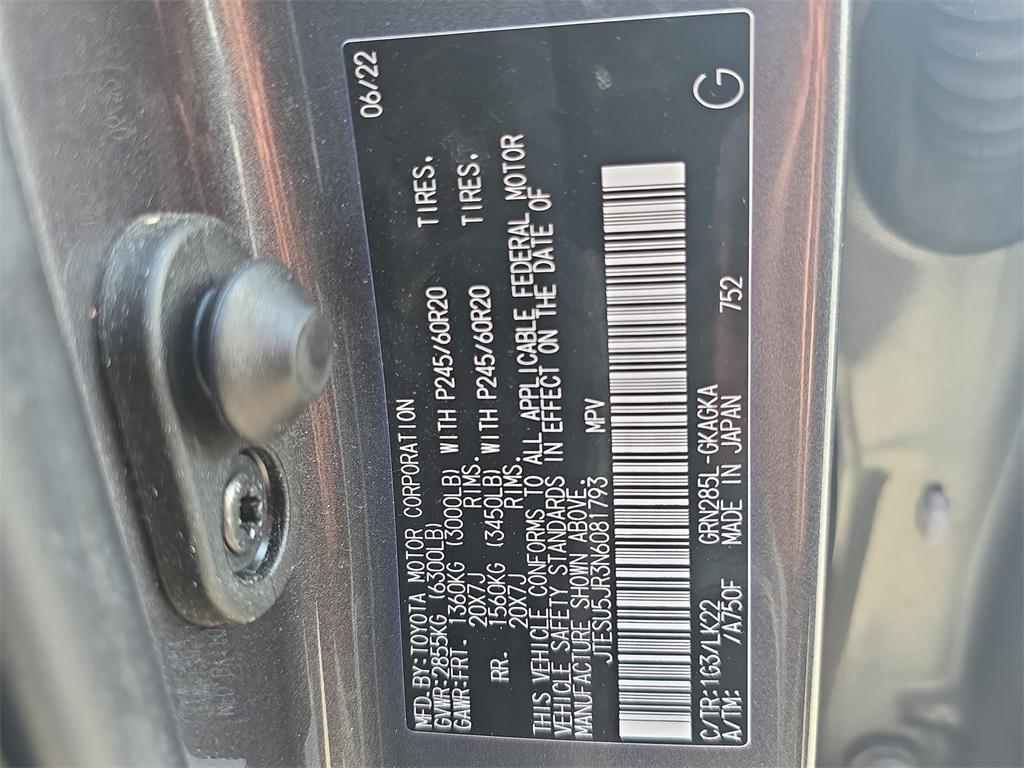 MFD. BY:TOYOTA MOTOR CORPORATION 06/22
GVWR:2855KG (6300LB)
GAWR:FRT. 1360KG (3000LB) WITH P245/60R20 TIRES.
20X7J RIMS.
RR. 1560KG (3450LB) WITH P245/60R20 TIRES.
20X7J RIMS.
THIS VEHICLE CONFORMS TO ALL APPLICABLE FEDERAL MOTOR
VEHICLE SAFETY STANDARDS IN EFFECT ON THE DATE OF
MANUFACTURE SHOWN ABOVE.
JTESU5JR3N6081793 MPV
C/TR:1G3/LK22 GRN285L-GKAGKA 752
A/TM: /A750F MADE IN JAPAN
G